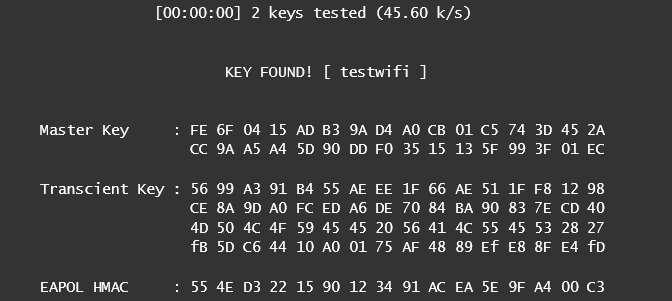 [00:00:00] 2 keys tested (45.60 k/s)
KEY FOUND! [ testwifi ]
Master Key : FE 6F 04 15 AD B3 9A D4 A0 CB 01 C5 74 3D 45 2A
CC 9A A5 A4 5D 90 DD F0 35 15 13 5F 99 3F 01 EC
Transcient Key : 56 99 A3 91 B4 55 AE EE 1F 66 AE 51 1F F8 12 98
CE 8A 9D A0 FC ED A6 DE 70 84 BA 90 83 7E CD 40
4D 50 4C 4F 59 45 45 20 56 41 4C 55 45 53 28 27
fB 5D C6 44 10 A0 01 75 AF 48 89 Ef E8 8F E4 fD
EAPOL HMAC : 55 4E D3 22 15 90 12 34 91 AC EA 5E 9F A4 00 C3